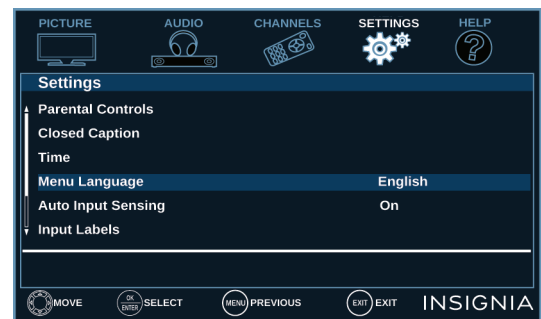 PICTURE AUDIO CHANNELS SETTINGS HELP
Settings
Parental Controls
Closed Caption
Time
Menu Language English
Auto Input Sensing On
Input Labels
MOVE OK ENTER SELECT MENU PREVIOUS EXIT EXIT INSIGNIA